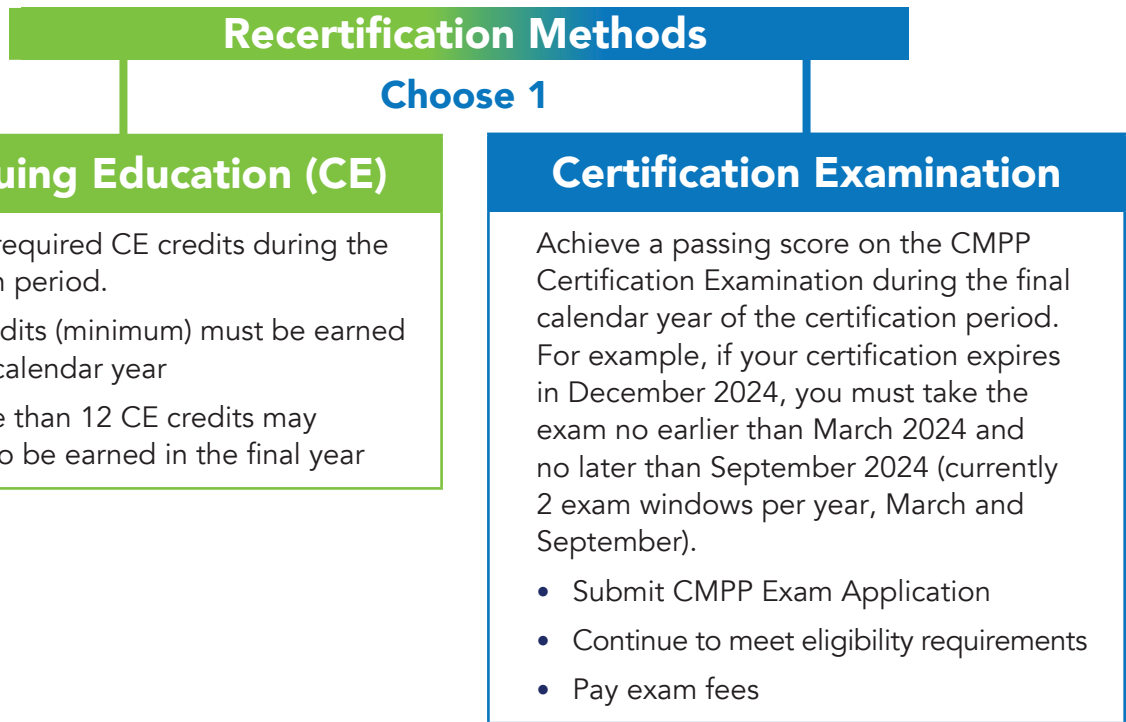 Recertification Methods
Choose 1
uing Education (CE)
required CE credits during the
period.
dits (minimum) must be earned
calendar year
than 12 CE credits may
be earned in the final year
Certification Examination
Achieve a passing score on the CMPP
Certification Examination during the final
calendar year of the certification period.
For example, if your certification expires
in December 2024, you must take the
exam no earlier than March 2024 and
no later than September 2024 (currently
2 exam windows per year, March and
September).
• Submit CMPP Exam Application
• Continue to meet eligibility requirements
• Pay exam fees